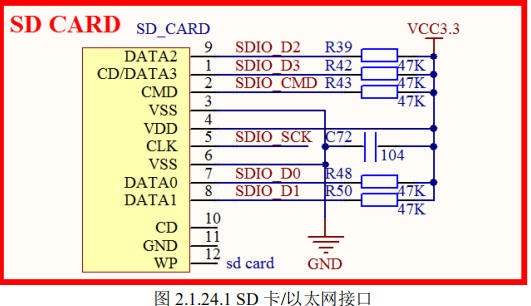 SD CARD SD_CARD VCC3.3
DATA2 9 SDIO_D2 R39 47K
CD/DATA3 1 SDIO_D3 R42 47K
CMD 2 SDIO_CMD R43 47K
VSS 3
VDD 4
CLK 5 SDIO_SCK C72 104
VSS 6
DATA0 7 SDIO_D0 R48 47K
DATA1 8 SDIO_D1 R50 47K
CD 10
GND 11
WP 12 sd card GND
图 2.1.24.1 SD 卡/以太网接口